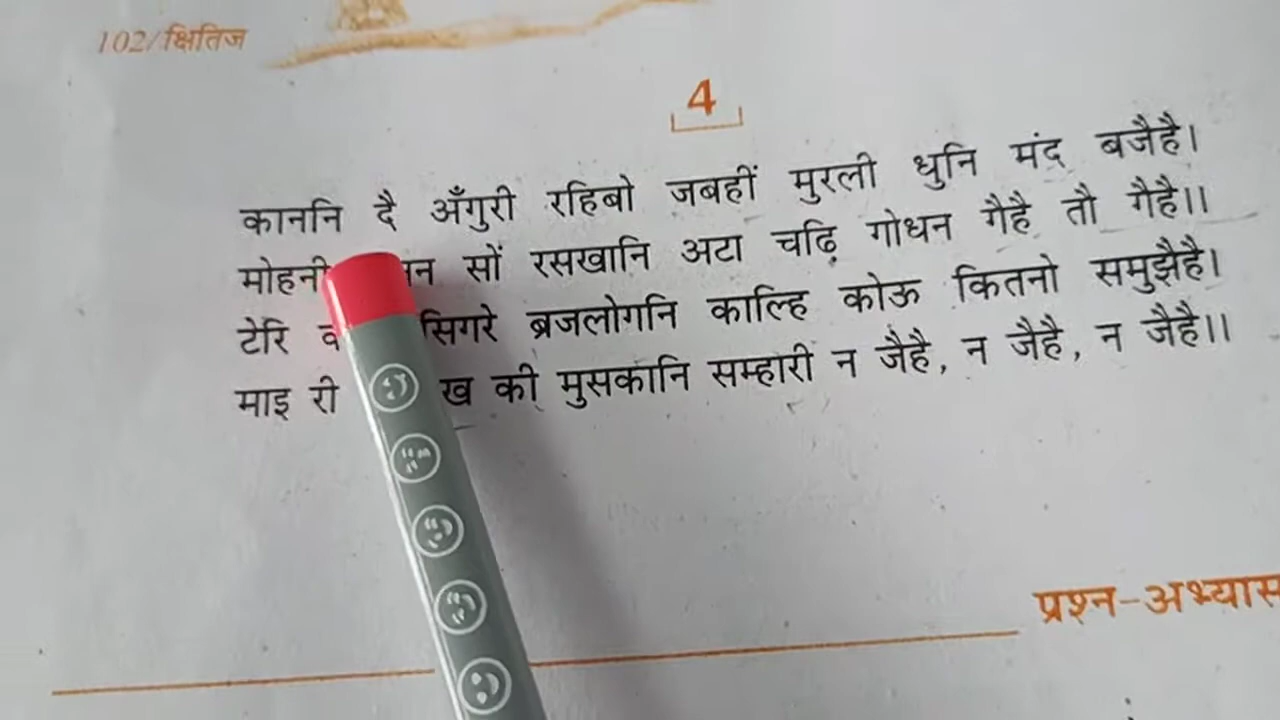 102/क्षितिज
4
काननि दै अँगुरी रहिबो जबहीं मुरली धुनि मंद बजैहै।
मोहनी सों रसखानि अटा चढ़ि गोधन गैहै तौ गैहै।।
टेरि सिगरे ब्रजलोगनि काल्हि कोऊ कितनो समुझैहै।
माइ री की मुसकानि सम्हारी न जैहै, न जैहै, न जैहै।।
प्रश्न-अभ्यास